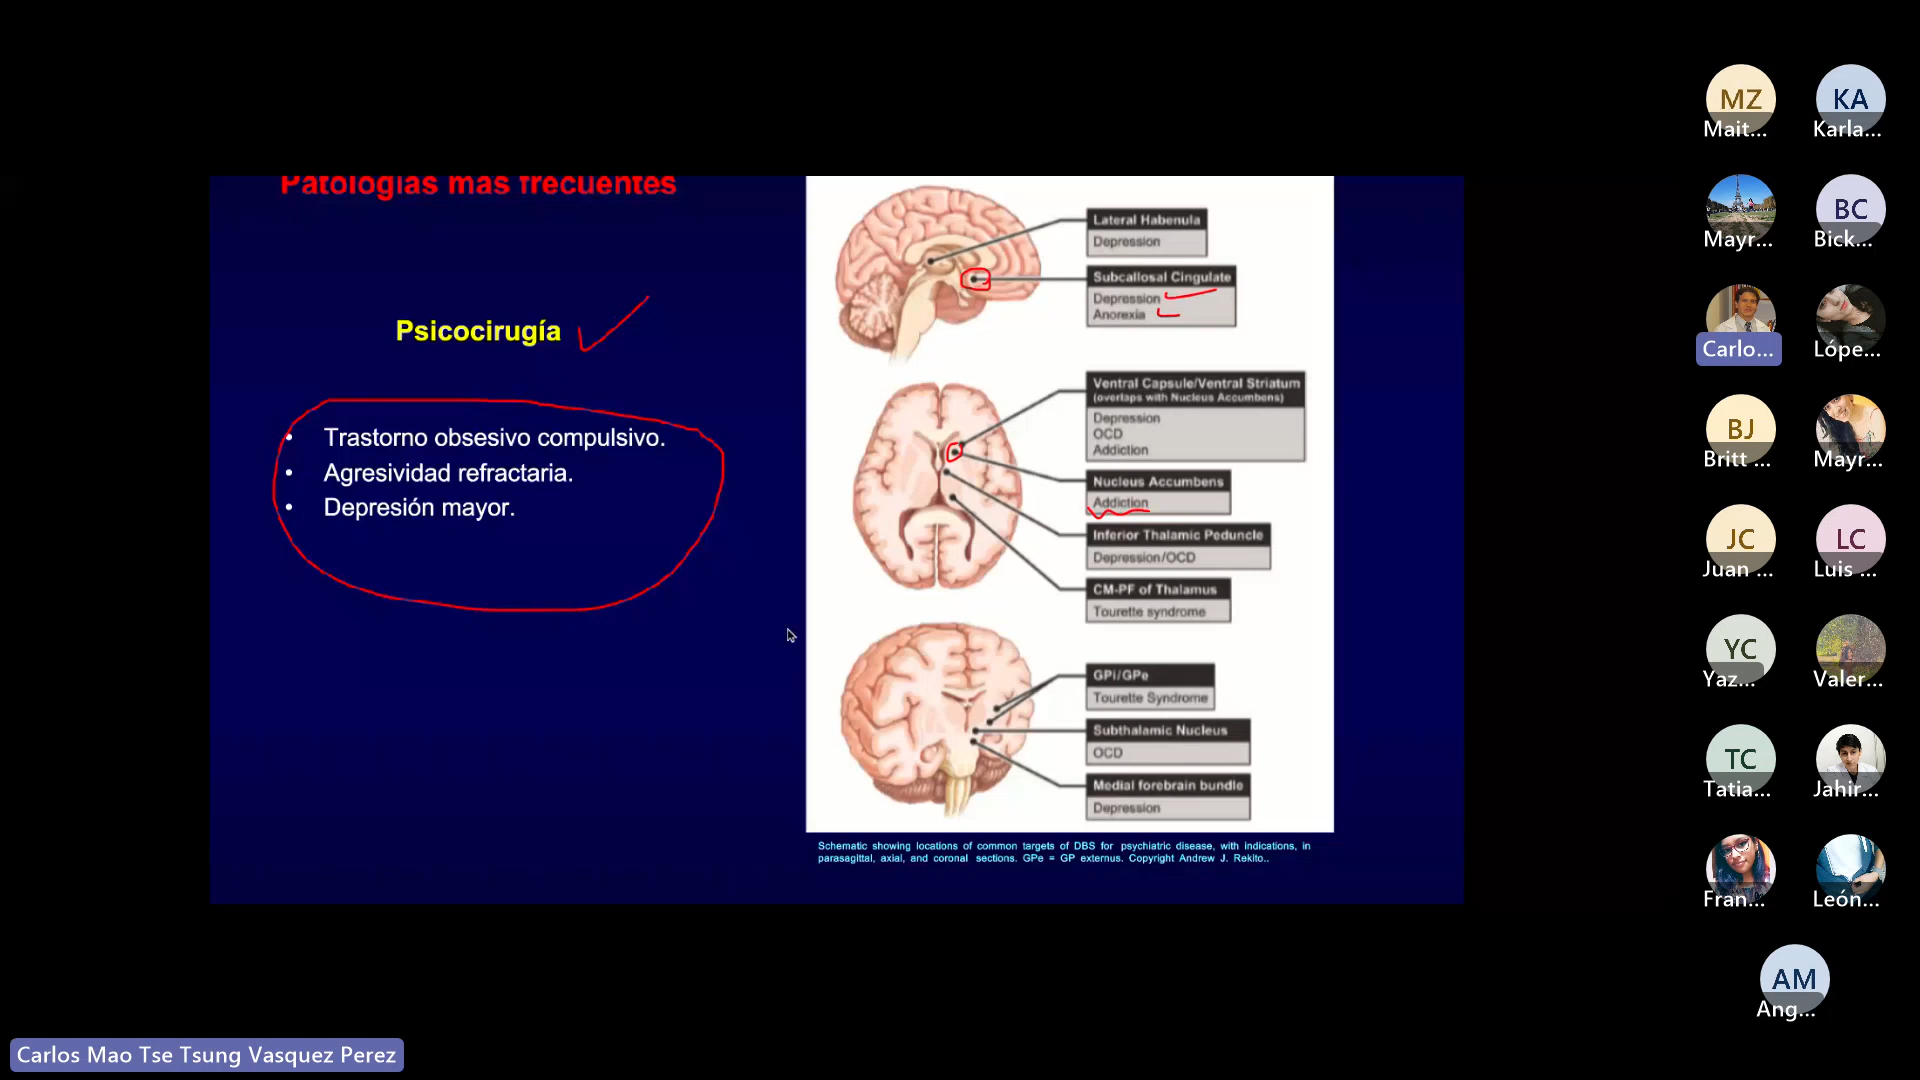 Patologías más frecuentes
Psicocirugía
• Trastorno obsesivo compulsivo.
• Agresividad refractaria.
• Depresión mayor.
Lateral Habenula
Depression
Subcallosal Cingulate
Depression
Anorexia
Ventral Capsule/Ventral Striatum
(overlaps with Nucleus Accumbens)
Depression
OCD
Addiction
Nucleus Accumbens
Addiction
Inferior Thalamic Peduncle
Depression/OCD
CM-PF of Thalamus
Tourette syndrome
GPi/GPe
Tourette Syndrome
Subthalamic Nucleus
OCD
Medial forebrain bundle
Depression
Schematic showing locations of common targets of DBS for psychiatric disease, with indications, in
parasagittal, axial, and coronal sections. GPe = GP externus. Copyright Andrew J. Rekito..
MZ
Mait...
KA
Karla...
Mayr...
BC
Bick...
Carlo...
Lópe...
BJ
Britt ...
Mayr...
JC
Juan ...
LC
Luis ...
YC
Yaz...
Valer...
TC
Tatia...
Jahir...
Fran...
León...
AM
Ang...
Carlos Mao Tse Tsung Vasquez Perez